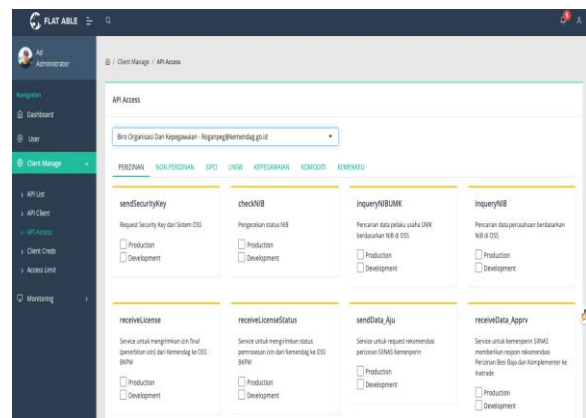 FLAT ABLE
1
Ad
Administrator
/ Client Manage / API Access
Navigation
Dashboard
User
Client Manage
API List
API Client
API Access
Client Creds
Access Limit
Monitoring
API Access
Biro Organisasi Dan Kepegawaian - Roganpeg@kemendag.go.id
PERIZINAN NON PERIZINAN SIPO UNSW KEPEGAWAIAN KOMODITI KEMENKEU
sendSecurityKey
Request Security Key dari Sistem OSS
Production
Development
checkNIB
Pengecekan status NIB
Production
Development
inqueryNIBUMK
Pencarian data pelaku usaha UMK
berdasarkan NIB di OSS
Production
Development
inqueryNIB
Pencarian data perusahaan berdasarkan
NIB di OSS
Production
Development
receiveLicense
Service untuk mengirimkan izin final
(penerbitan izin) dari Kemendag ke OSS
BKPM
Production
Development
receiveLicenseStatus
Service untuk mengirimkan status
pemrosesan izin dari Kemendag ke OSS
BKPM
Production
Development
sendData_Aju
Service untuk request rekomendasi
perizinan SIINAS Kemenperin
Production
Development
receiveData_Apprv
Service untuk kemenperin SIINAS
memberikan respon rekomendasi
Perizinan Besi Baja dan Komplementer ke
Inatrade
Production
Development